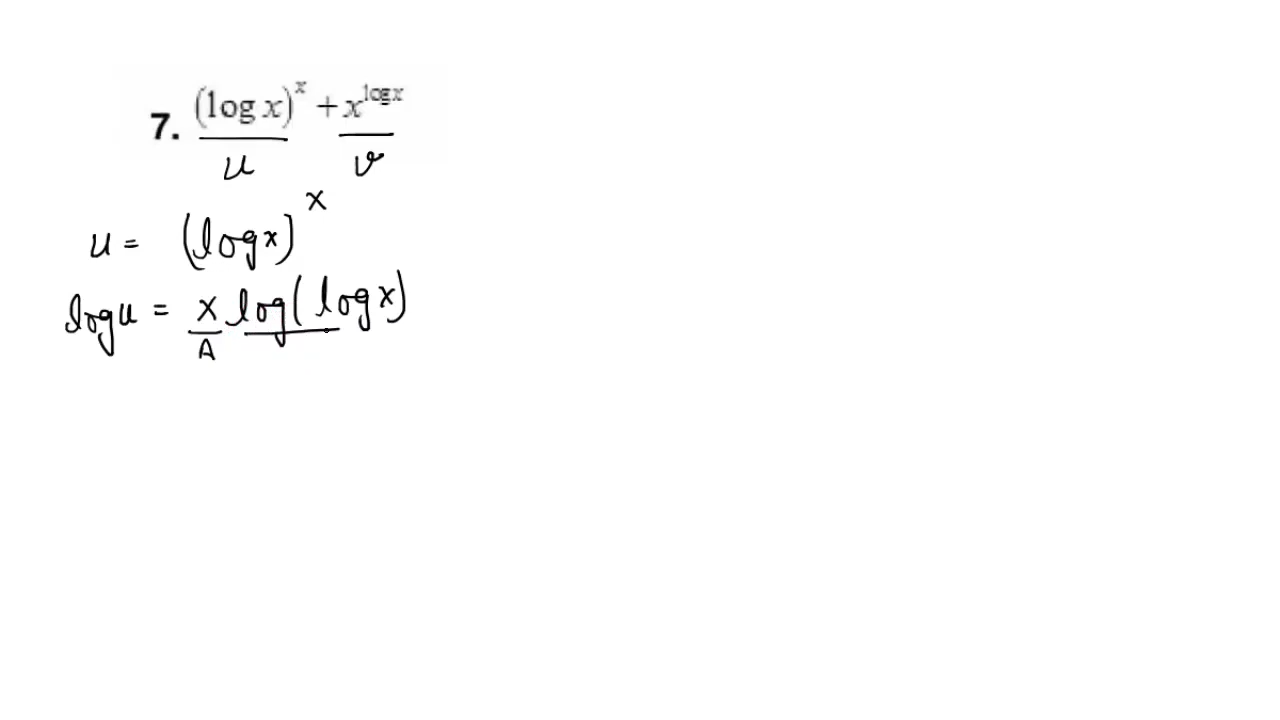 7. (log x)^x + x^(log x)
u v
u = (log x)^x
log u = x log(log x)
A